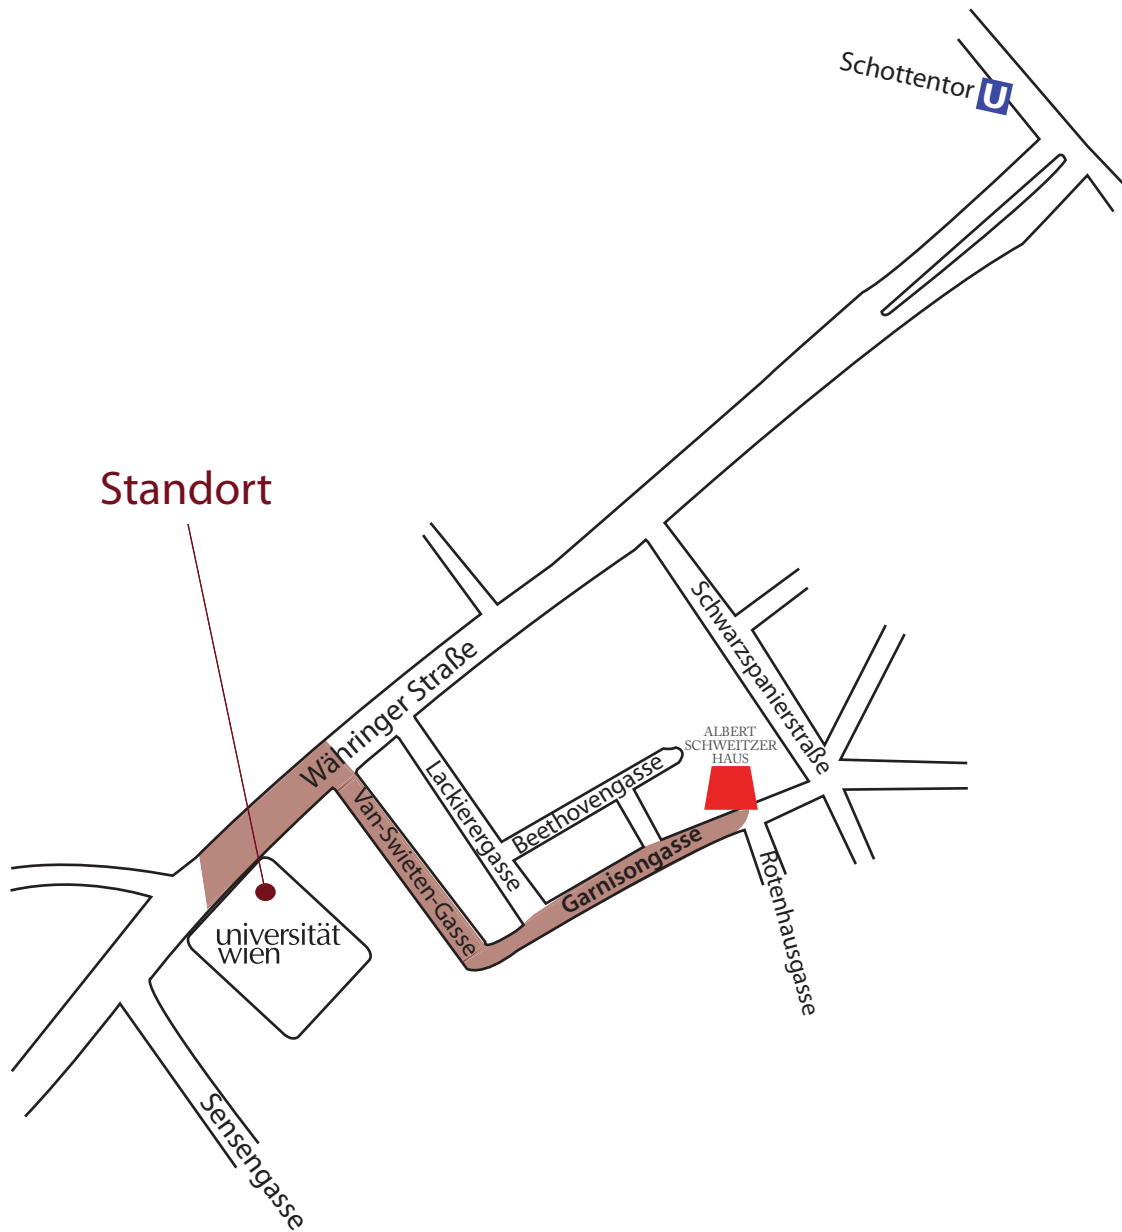 Schottentor U
Standort
Währinger Straße
Schwarzspanierstraße
ALBERT
SCHWEITZER
HAUS
Lackierergasse
Beethovengasse
Van-Swieten-Gasse
Garnisongasse
Rotenhausgasse
universität
wien
Sensengasse